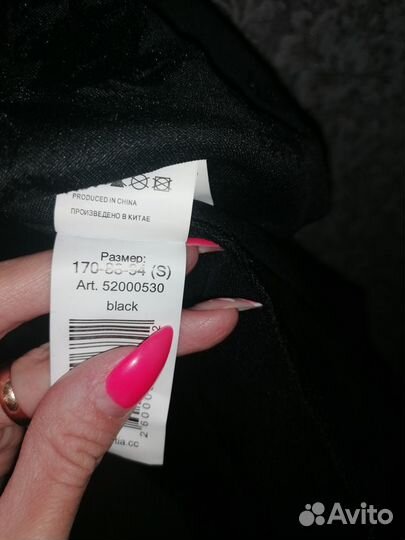 PRODUCED IN CHINA
ПРОИЗВЕДЕНО В КИТАЕ
Размер:
(S)
Art. 52000530
black
Avito